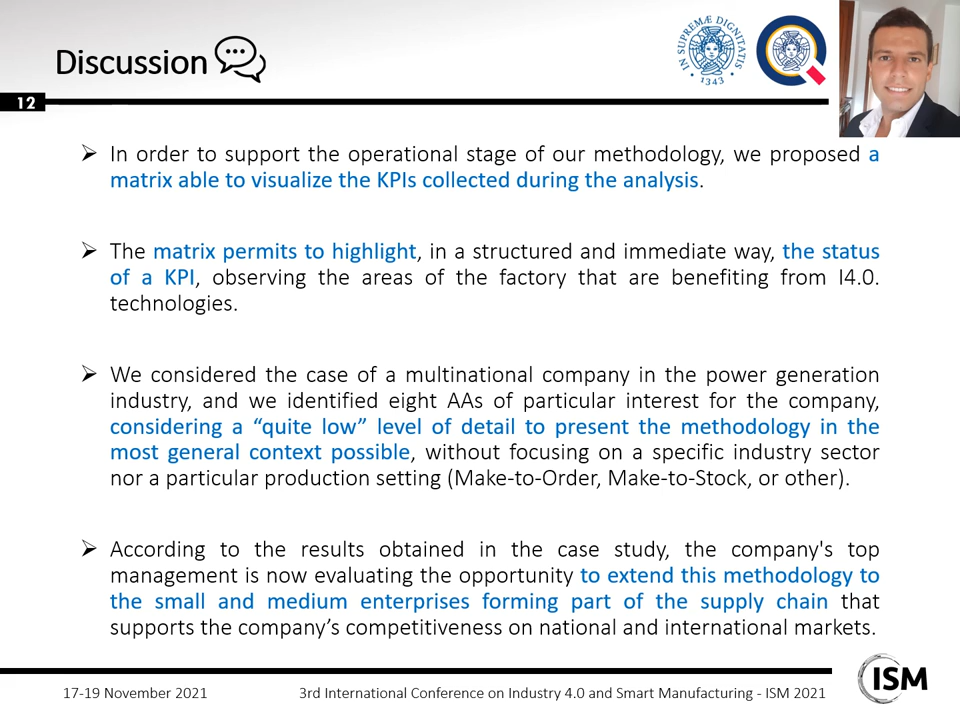 Discussion
IN SUPREMÆ DIGNITATIS
· 1343 ·
12
➢ In order to support the operational stage of our methodology, we proposed a
matrix able to visualize the KPIs collected during the analysis.
➢ The matrix permits to highlight, in a structured and immediate way, the status
of a KPI, observing the areas of the factory that are benefiting from I4.0.
technologies.
➢ We considered the case of a multinational company in the power generation
industry, and we identified eight AAs of particular interest for the company,
considering a “quite low” level of detail to present the methodology in the
most general context possible, without focusing on a specific industry sector
nor a particular production setting (Make-to-Order, Make-to-Stock, or other).
➢ According to the results obtained in the case study, the company's top
management is now evaluating the opportunity to extend this methodology to
the small and medium enterprises forming part of the supply chain that
supports the company’s competitiveness on national and international markets.
17-19 November 2021
3rd International Conference on Industry 4.0 and Smart Manufacturing - ISM 2021
ISM